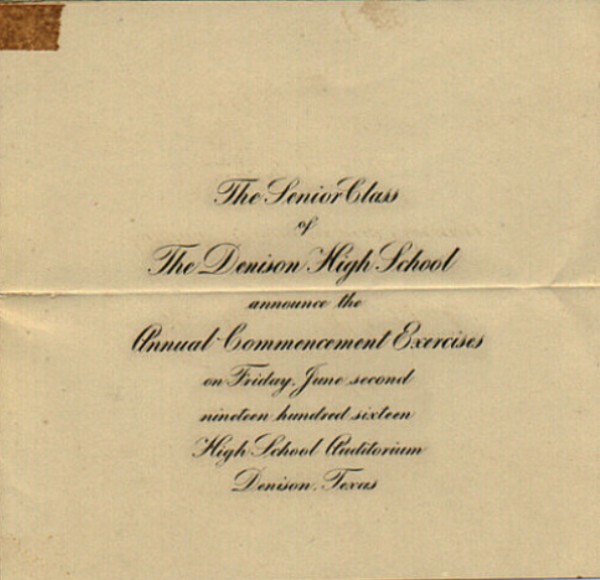 The Senior Class
of
The Denison High School
announce the
Annual Commencement Exercises
on Friday, June second
nineteen hundred sixteen
High School Auditorium
Denison, Texas